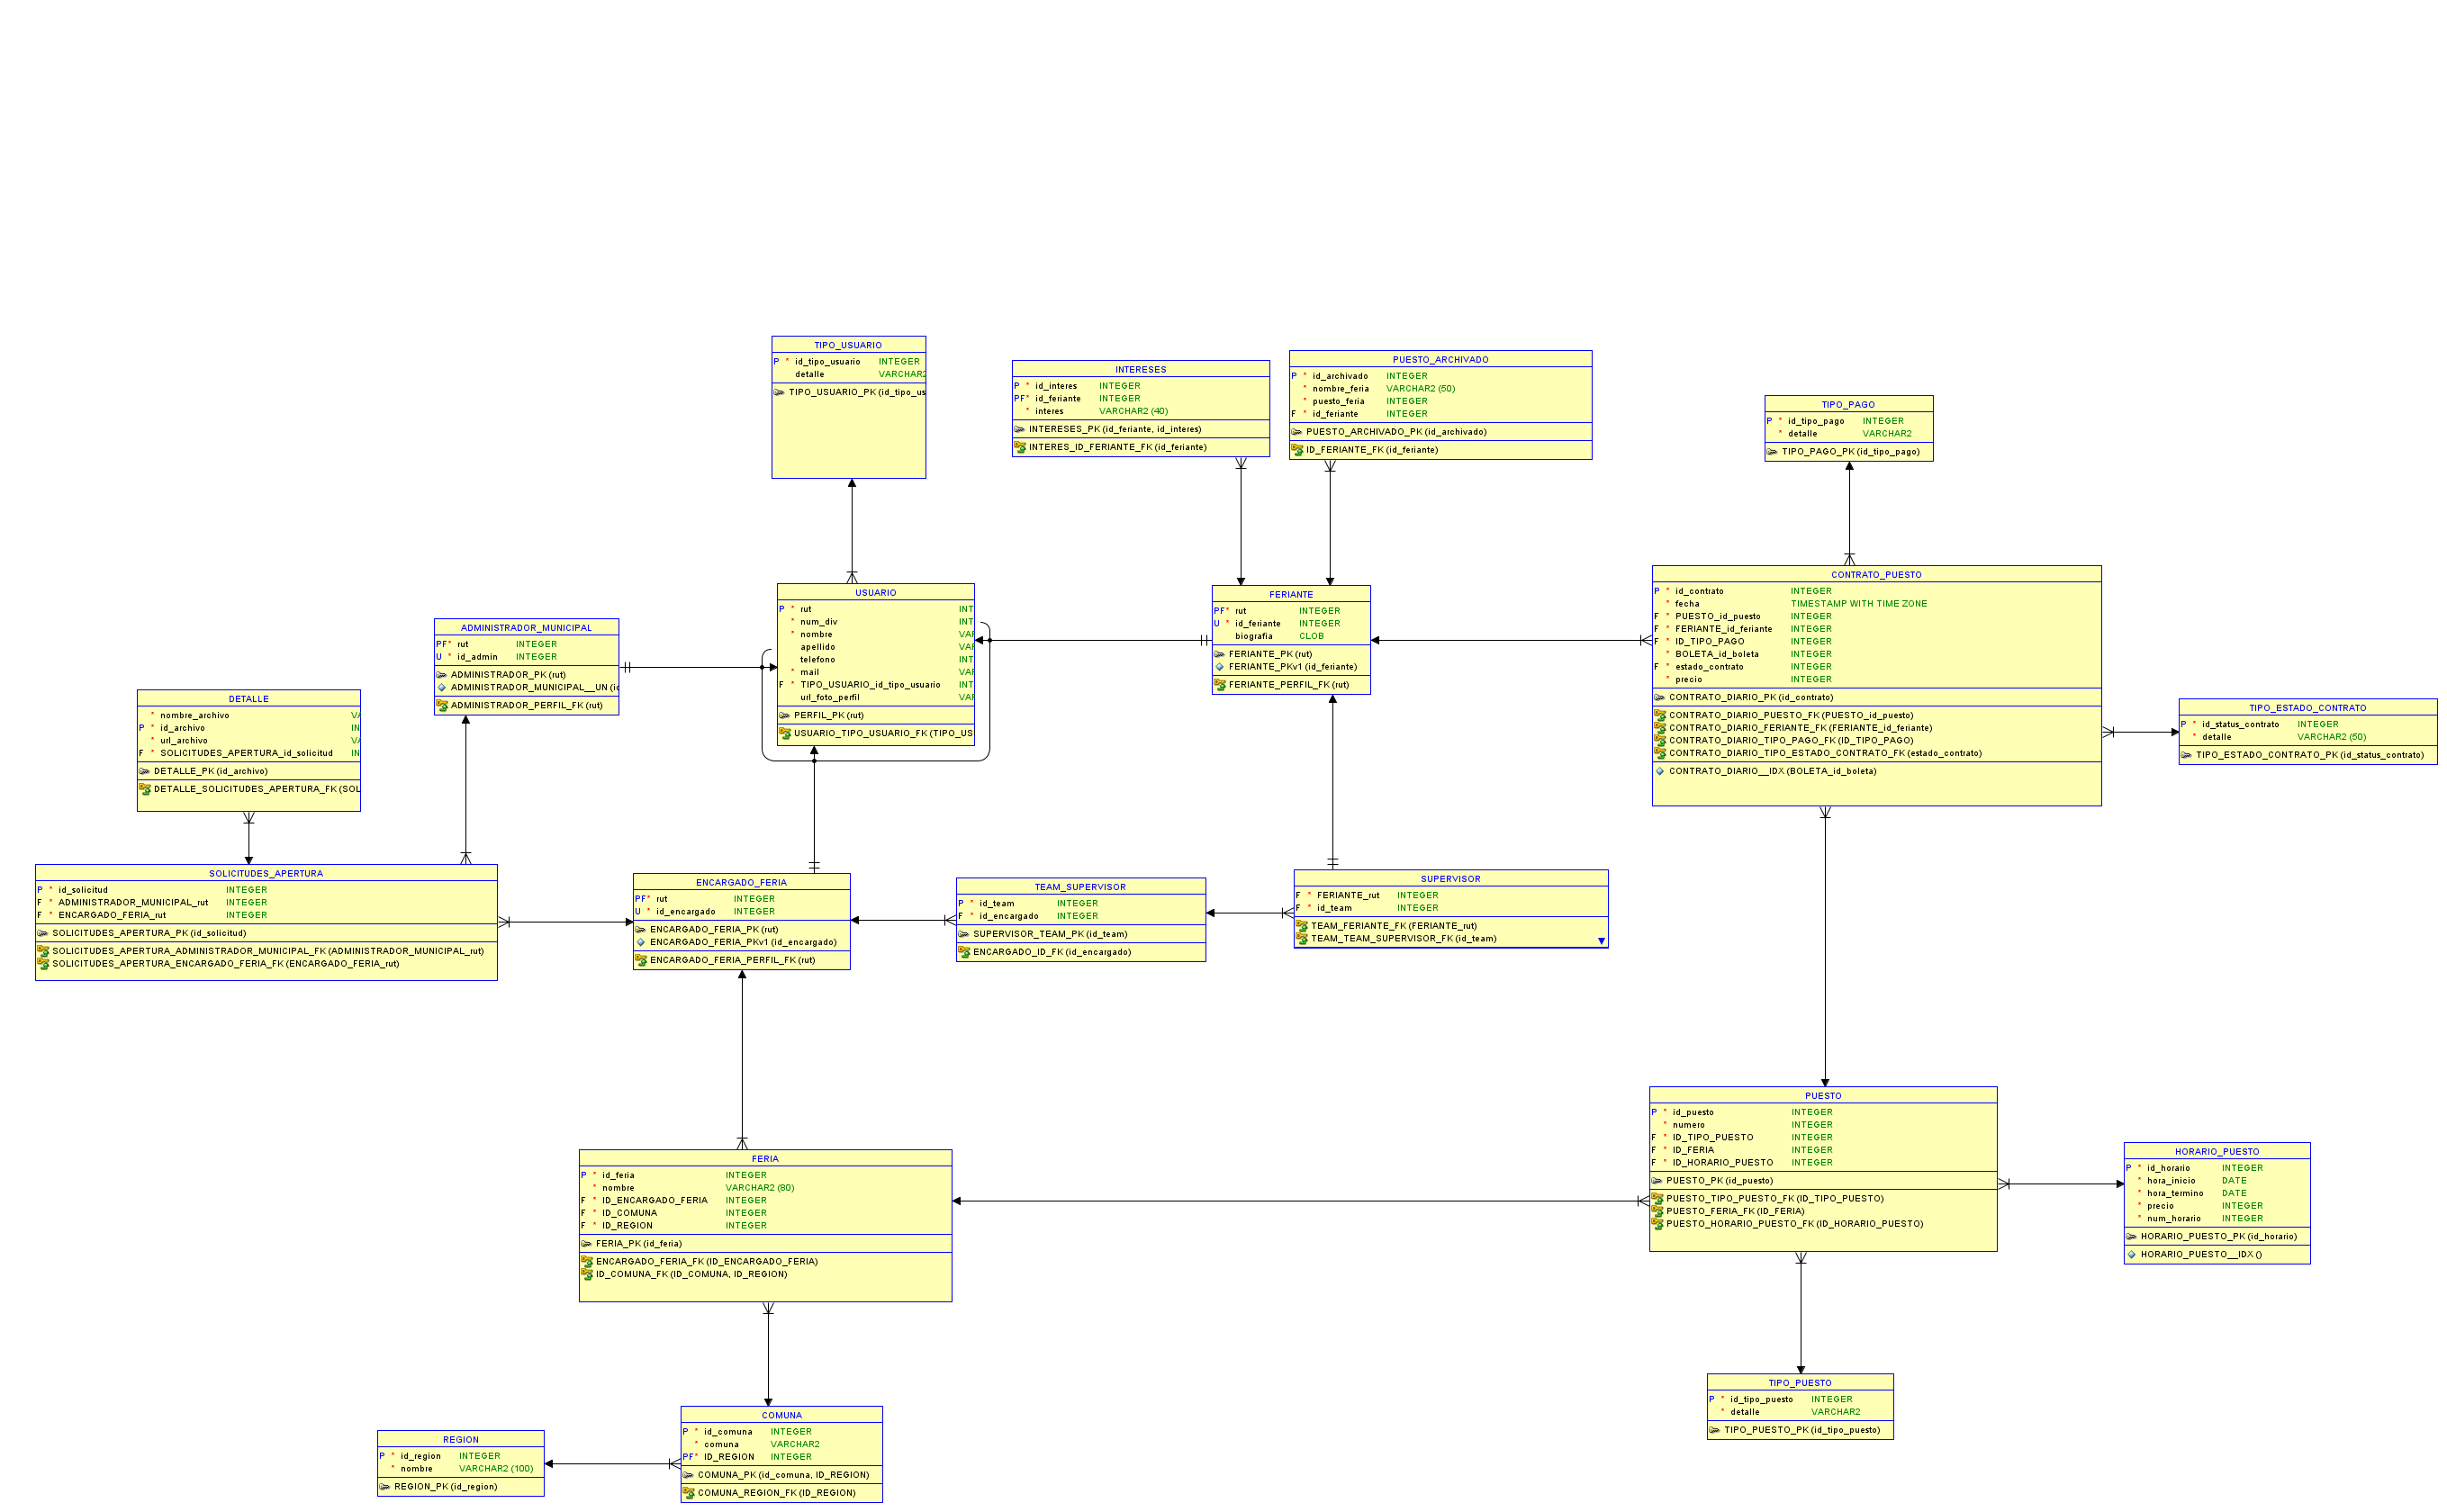 TIPO_USUARIO
P * id_tipo_usuario INTEGER
detalle VARCHAR2
TIPO_USUARIO_PK (id_tipo_us
INTERESES
P * id_interes INTEGER
PF* id_feriante INTEGER
* interes VARCHAR2 (40)
INTERESES_PK (id_feriante, id_interes)
INTERES_ID_FERIANTE_FK (id_feriante)
PUESTO_ARCHIVADO
P * id_archivado INTEGER
* nombre_feria VARCHAR2 (50)
* puesto_feria INTEGER
F * id_feriante INTEGER
PUESTO_ARCHIVADO_PK (id_archivado)
ID_FERIANTE_FK (id_feriante)
TIPO_PAGO
P * id_tipo_pago INTEGER
* detalle VARCHAR2
TIPO_PAGO_PK (id_tipo_pago)
USUARIO
P * rut INT
* num_div INT
* nombre VAR
apellido VAR
telefono INT
* mail VAR
F * TIPO_USUARIO_id_tipo_usuario INT
url_foto_perfil VAR
PERFIL_PK (rut)
USUARIO_TIPO_USUARIO_FK (TIPO_US
FERIANTE
PF* rut INTEGER
U * id_feriante INTEGER
biografia CLOB
FERIANTE_PK (rut)
FERIANTE_PKv1 (id_feriante)
FERIANTE_PERFIL_FK (rut)
CONTRATO_PUESTO
P * id_contrato INTEGER
* fecha TIMESTAMP WITH TIME ZONE
F * PUESTO_id_puesto INTEGER
F * FERIANTE_id_feriante INTEGER
F * ID_TIPO_PAGO INTEGER
* BOLETA_id_boleta INTEGER
F * estado_contrato INTEGER
* precio INTEGER
CONTRATO_DIARIO_PK (id_contrato)
CONTRATO_DIARIO_PUESTO_FK (PUESTO_id_puesto)
CONTRATO_DIARIO_FERIANTE_FK (FERIANTE_id_feriante)
CONTRATO_DIARIO_TIPO_PAGO_FK (ID_TIPO_PAGO)
CONTRATO_DIARIO_TIPO_ESTADO_CONTRATO_FK (estado_contrato)
CONTRATO_DIARIO__IDX (BOLETA_id_boleta)
ADMINISTRADOR_MUNICIPAL
PF* rut INTEGER
U * id_admin INTEGER
ADMINISTRADOR_PK (rut)
ADMINISTRADOR_MUNICIPAL__UN (id
ADMINISTRADOR_PERFIL_FK (rut)
DETALLE
* nombre_archivo VA
P * id_archivo IN
* url_archivo VA
F * SOLICITUDES_APERTURA_id_solicitud IN
DETALLE_PK (id_archivo)
DETALLE_SOLICITUDES_APERTURA_FK (SOL
TIPO_ESTADO_CONTRATO
P * id_status_contrato INTEGER
* detalle VARCHAR2 (50)
TIPO_ESTADO_CONTRATO_PK (id_status_contrato)
SOLICITUDES_APERTURA
P * id_solicitud INTEGER
F * ADMINISTRADOR_MUNICIPAL_rut INTEGER
F * ENCARGADO_FERIA_rut INTEGER
SOLICITUDES_APERTURA_PK (id_solicitud)
SOLICITUDES_APERTURA_ADMINISTRADOR_MUNICIPAL_FK (ADMINISTRADOR_MUNICIPAL_rut)
SOLICITUDES_APERTURA_ENCARGADO_FERIA_FK (ENCARGADO_FERIA_rut)
ENCARGADO_FERIA
PF* rut INTEGER
U * id_encargado INTEGER
ENCARGADO_FERIA_PK (rut)
ENCARGADO_FERIA_PKv1 (id_encargado)
ENCARGADO_FERIA_PERFIL_FK (rut)
TEAM_SUPERVISOR
P * id_team INTEGER
F * id_encargado INTEGER
SUPERVISOR_TEAM_PK (id_team)
ENCARGADO_ID_FK (id_encargado)
SUPERVISOR
F * FERIANTE_rut INTEGER
F * id_team INTEGER
TEAM_FERIANTE_FK (FERIANTE_rut)
TEAM_TEAM_SUPERVISOR_FK (id_team)
PUESTO
P * id_puesto INTEGER
* numero INTEGER
F * ID_TIPO_PUESTO INTEGER
F * ID_FERIA INTEGER
F * ID_HORARIO_PUESTO INTEGER
PUESTO_PK (id_puesto)
PUESTO_TIPO_PUESTO_FK (ID_TIPO_PUESTO)
PUESTO_FERIA_FK (ID_FERIA)
PUESTO_HORARIO_PUESTO_FK (ID_HORARIO_PUESTO)
HORARIO_PUESTO
P * id_horario INTEGER
* hora_inicio DATE
* hora_termino DATE
* precio INTEGER
* num_horario INTEGER
HORARIO_PUESTO_PK (id_horario)
HORARIO_PUESTO__IDX ()
FERIA
P * id_feria INTEGER
* nombre VARCHAR2 (80)
F * ID_ENCARGADO_FERIA INTEGER
F * ID_COMUNA INTEGER
F * ID_REGION INTEGER
FERIA_PK (id_feria)
ENCARGADO_FERIA_FK (ID_ENCARGADO_FERIA)
ID_COMUNA_FK (ID_COMUNA, ID_REGION)
TIPO_PUESTO
P * id_tipo_puesto INTEGER
* detalle VARCHAR2
TIPO_PUESTO_PK (id_tipo_puesto)
COMUNA
P * id_comuna INTEGER
* comuna VARCHAR2
PF* ID_REGION INTEGER
COMUNA_PK (id_comuna, ID_REGION)
COMUNA_REGION_FK (ID_REGION)
REGION
P * id_region INTEGER
* nombre VARCHAR2 (100)
REGION_PK (id_region)